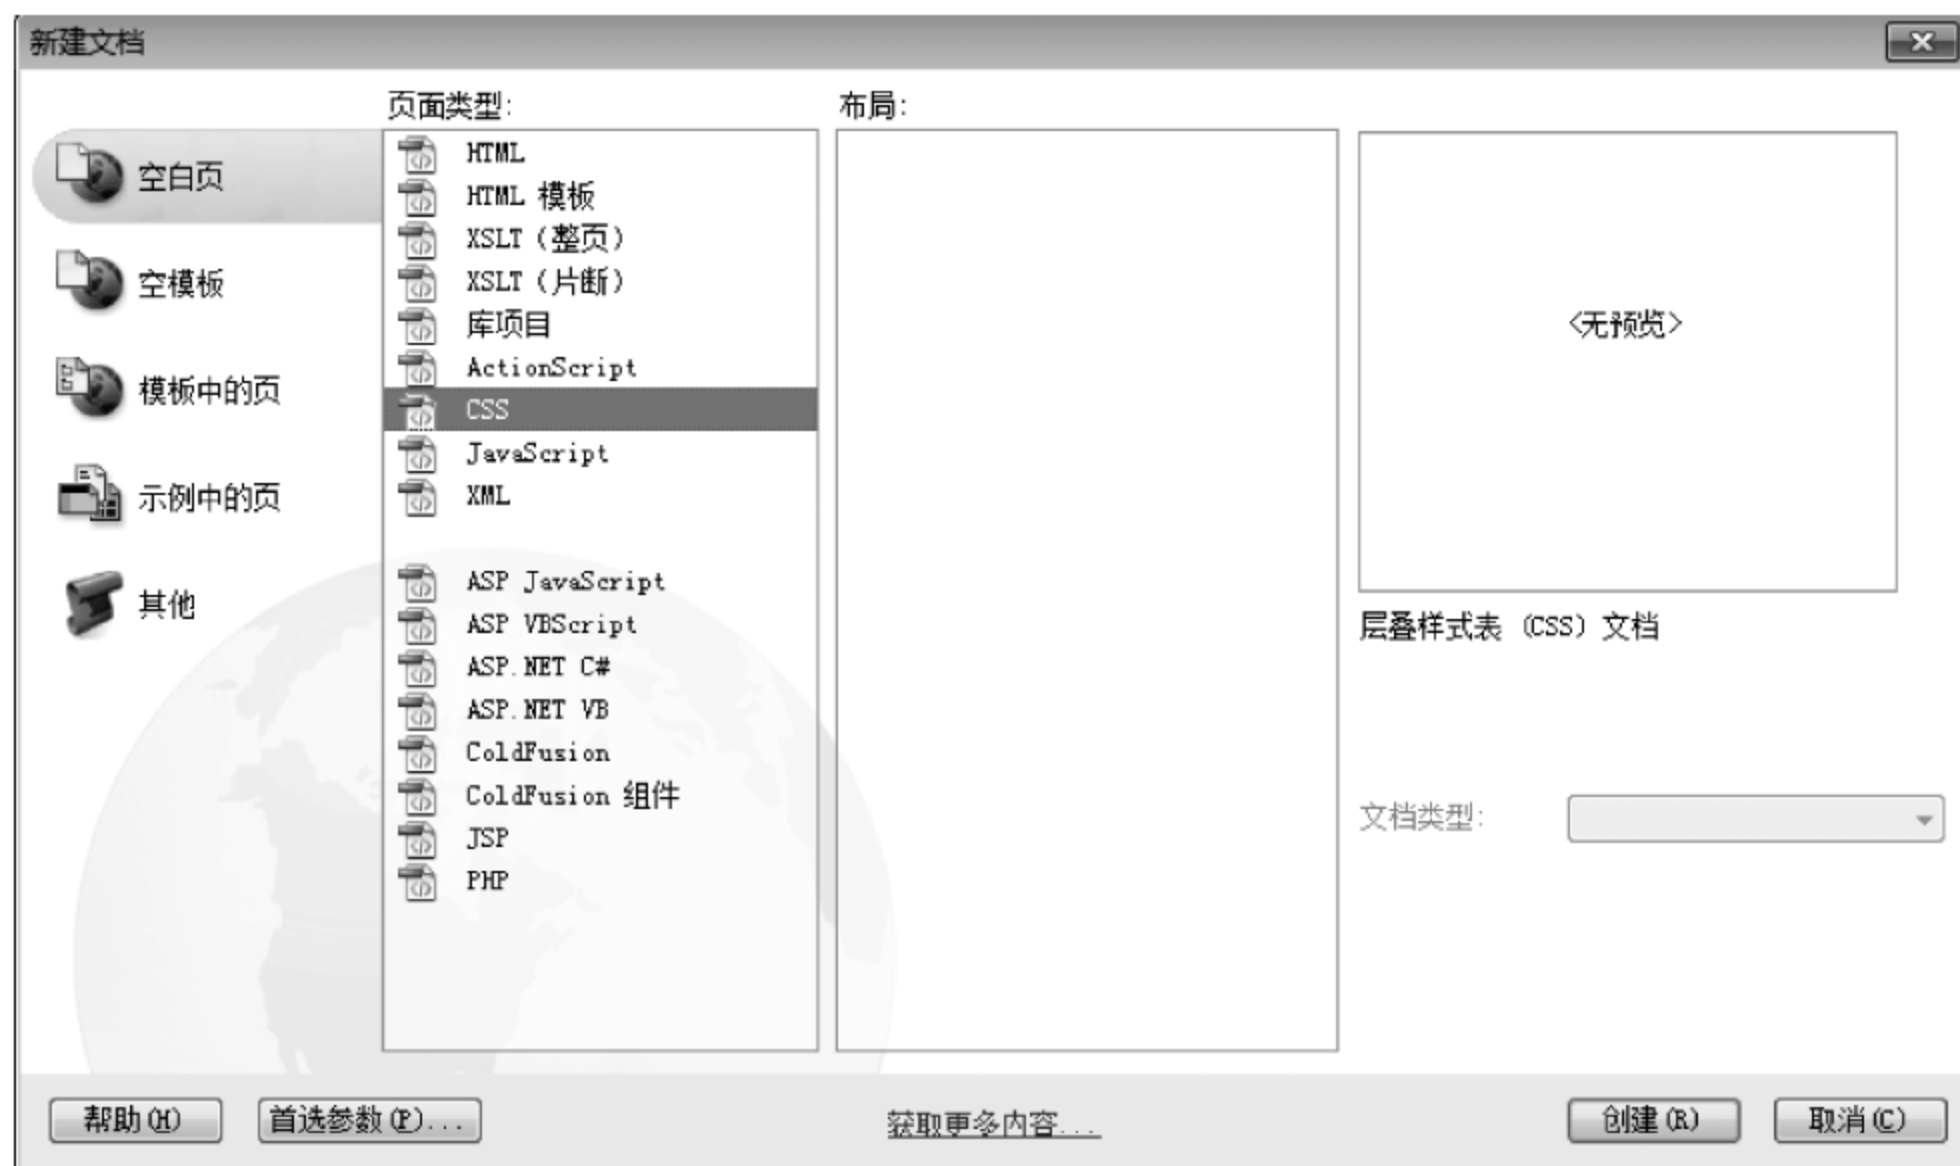 新建文档
页面类型:
布局:
空白页
空模板
模板中的页
示例中的页
其他
HTML
HTML 模板
XSLT（整页）
XSLT（片断）
库项目
ActionScript
CSS
JavaScript
XML
ASP JavaScript
ASP VBScript
ASP.NET C#
ASP.NET VB
ColdFusion
ColdFusion 组件
JSP
PHP
<无预览>
层叠样式表（CSS）文档
文档类型:
帮助(H)
首选参数(P)...
获取更多内容...
创建(R)
取消(C)